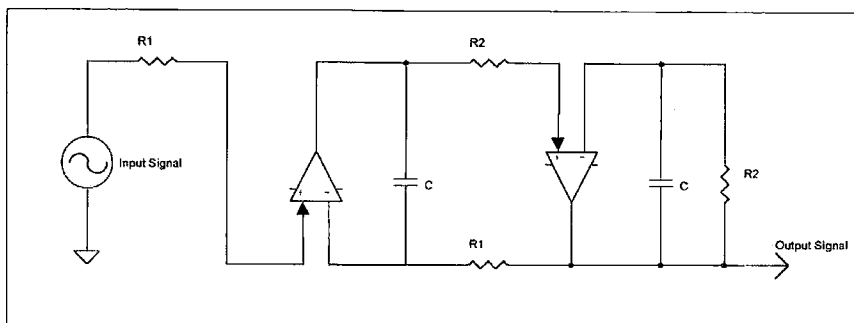 R1
R2
Input Signal
+ -
+ -
C
C
R2
R1
Output Signal